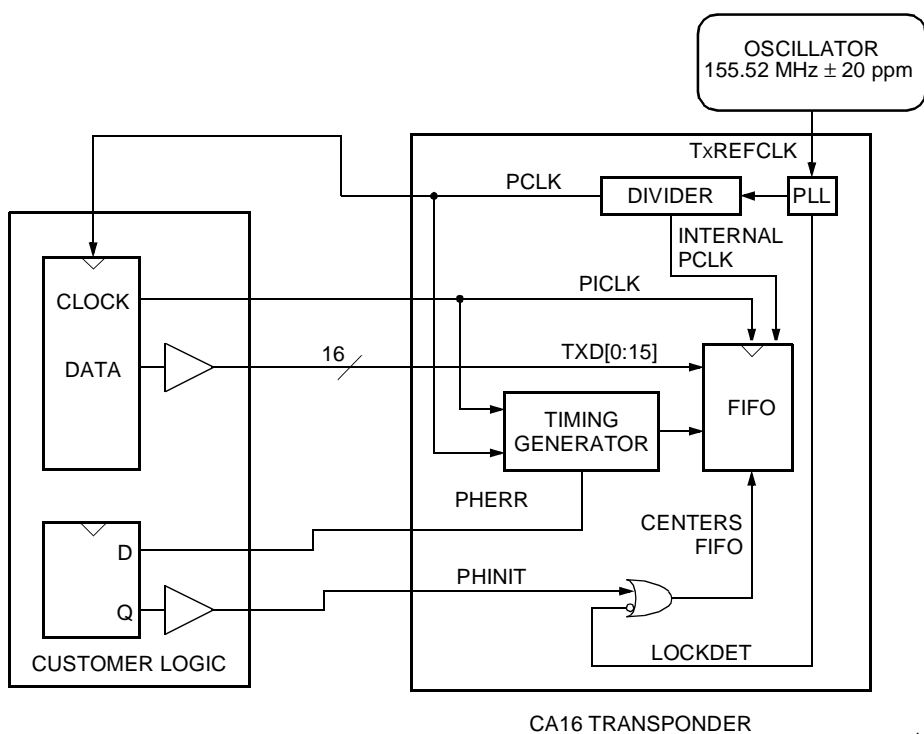 OSCILLATOR
155.52 MHz ± 20 ppm
TXREFCLK
PCLK
DIVIDER
PLL
INTERNAL
PCLK
CLOCK
PICLK
DATA
16
TXD[0:15]
FIFO
TIMING
GENERATOR
PHERR
CENTERS
FIFO
D
PHINIT
Q
LOCKDET
CUSTOMER LOGIC
CA16 TRANSPONDER